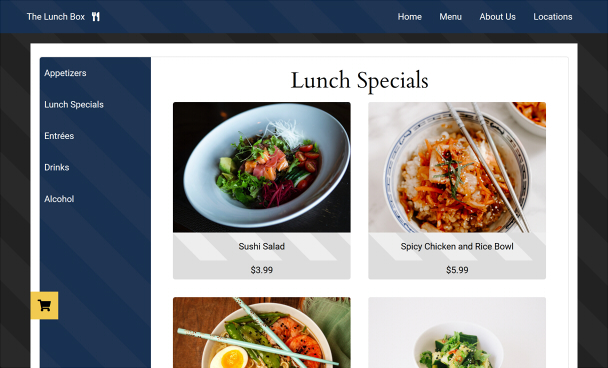 The Lunch Box
Home Menu About Us Locations
Appetizers
Lunch Specials
Entrées
Drinks
Alcohol
Lunch Specials
Sushi Salad
$3.99
Spicy Chicken and Rice Bowl
$5.99